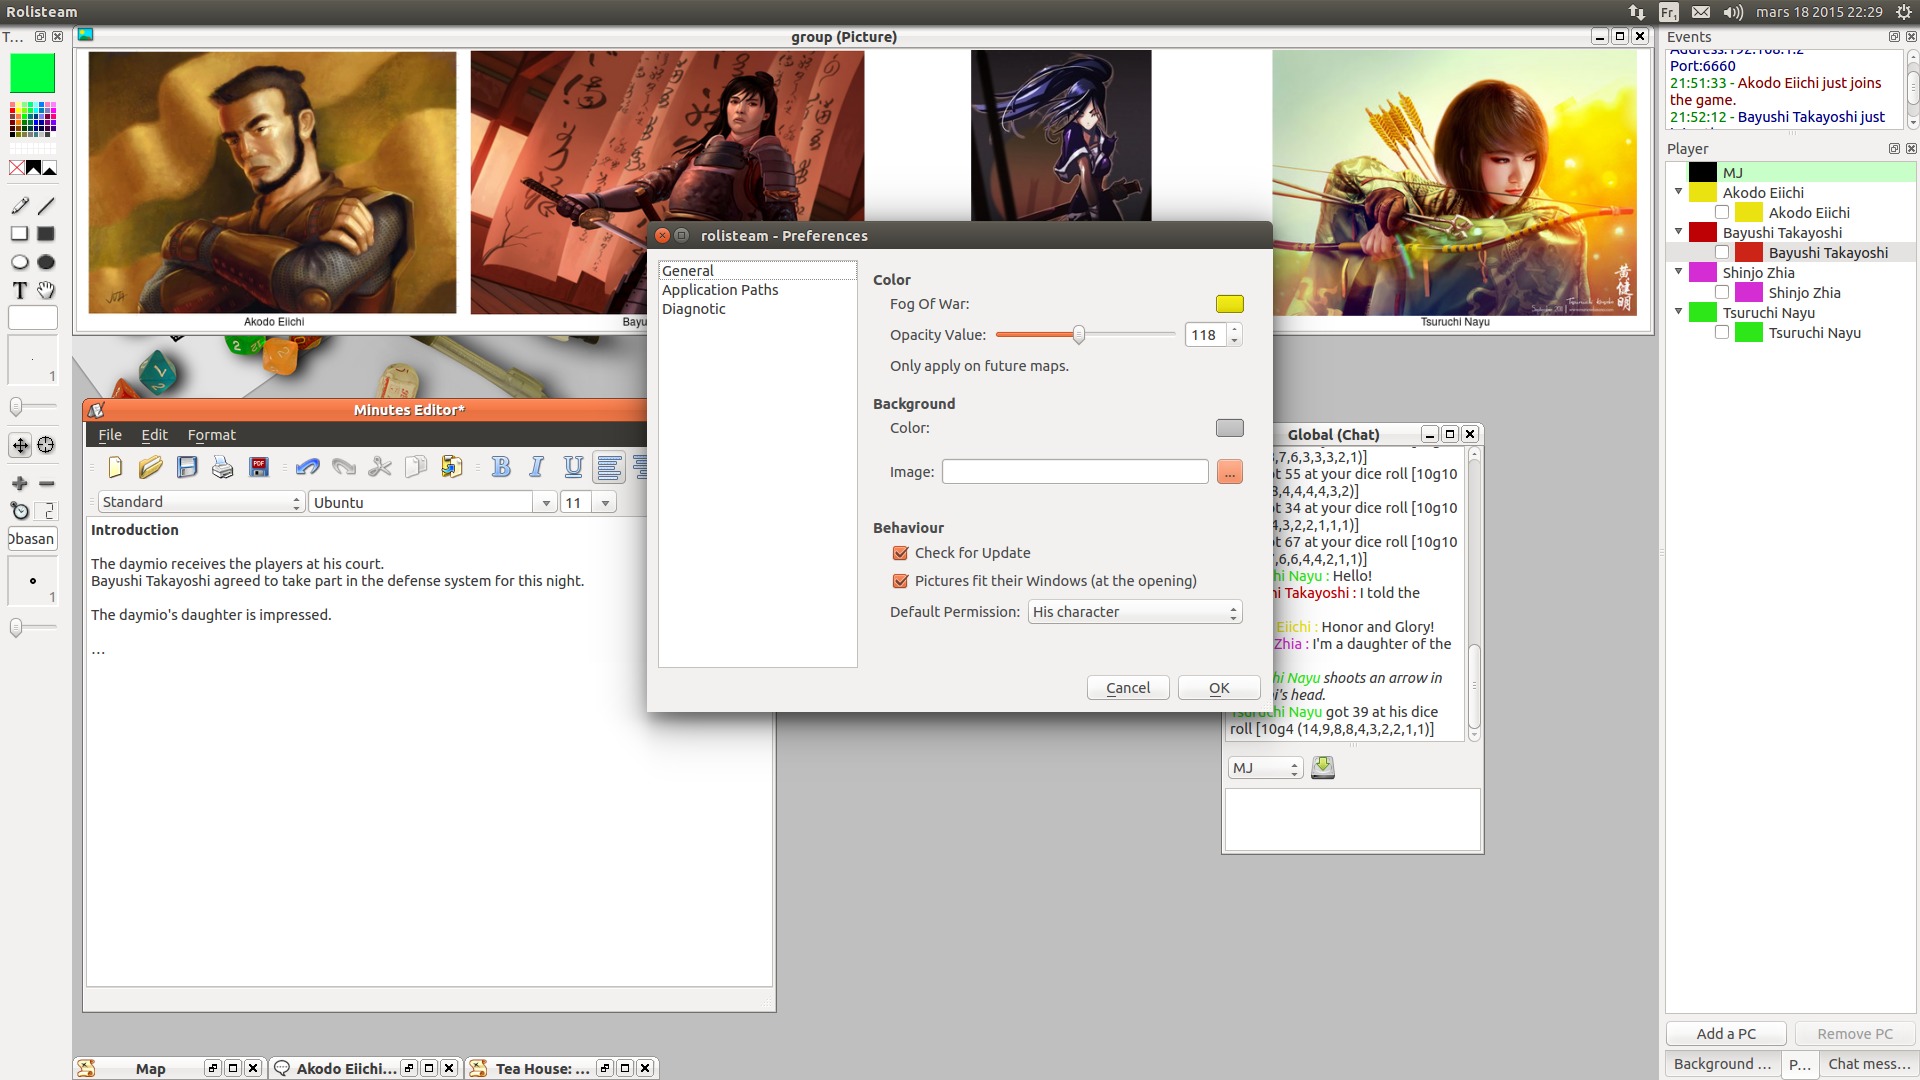 Rolisteam
Fr1
mars 18 2015 22:29
T...
group (Picture)
Akodo Eiichi
Bayu
Tsuruchi Nayu
Events
Port:6660
21:51:33 - Akodo Eiichi just joins
the game.
21:52:12 - Bayushi Takayoshi just
Player
MJ
Akodo Eiichi
Akodo Eiichi
Bayushi Takayoshi
Bayushi Takayoshi
Shinjo Zhia
Shinjo Zhia
Tsuruchi Nayu
Tsuruchi Nayu
1
2
Obasan
1
rolisteam - Preferences
General
Application Paths
Diagnotic
Color
Fog Of War:
Opacity Value:
118
Only apply on future maps.
Background
Color:
Image:
...
Behaviour
Check for Update
Pictures fit their Windows (at the opening)
Default Permission:
His character
Cancel
OK
Minutes Editor*
File
Edit
Format
Standard
Ubuntu
11
Introduction
The daymio receives the players at his court.
Bayushi Takayoshi agreed to take part in the defense system for this night.
The daymio's daughter is impressed.
...
Global (Chat)
,7,6,3,3,3,2,1)]
ot 55 at your dice roll [10g10
8,4,4,4,4,3,2)]
ot 34 at your dice roll [10g10
4,3,2,2,1,1,1)]
ot 67 at your dice roll [10g10
,6,6,4,4,2,1,1)]
hi Nayu : Hello!
hi Takayoshi : I told the
Eiichi : Honor and Glory!
Zhia : I'm a daughter of the
hi Nayu shoots an arrow in
i's head.
Tsuruchi Nayu got 39 at his dice
roll [10g4 (14,9,8,8,4,3,2,2,1,1)]
MJ
Add a PC
Remove PC
Background ...
P...
Chat mess...
Map
Akodo Eiichi...
Tea House: ...